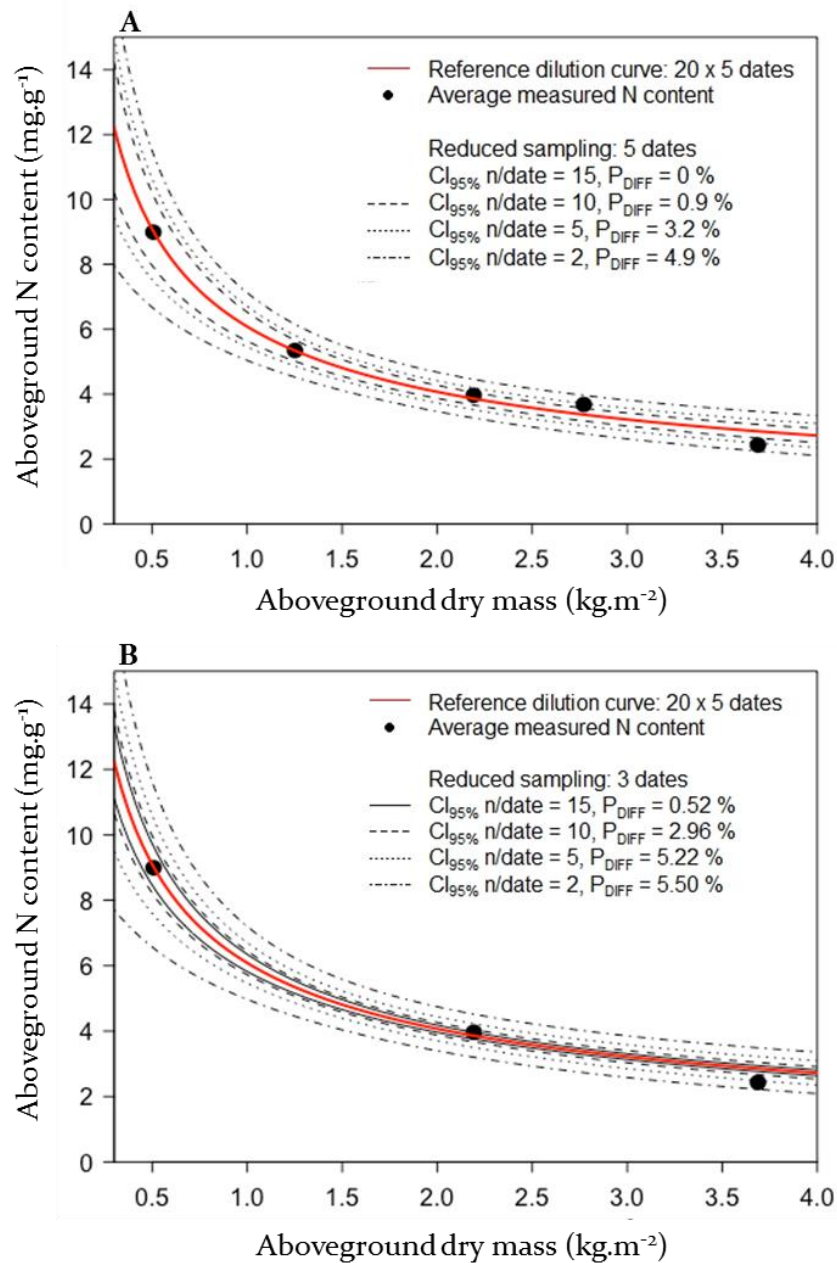 A
Aboveground N content (mg.g⁻¹)
14
12
10
8
6
4
2
0
Reference dilution curve: 20 x 5 dates
Average measured N content
Reduced sampling: 5 dates
CI95% n/date = 15, PDIFF = 0 %
CI95% n/date = 10, PDIFF = 0.9 %
CI95% n/date = 5, PDIFF = 3.2 %
CI95% n/date = 2, PDIFF = 4.9 %
0.5 1.0 1.5 2.0 2.5 3.0 3.5 4.0
Aboveground dry mass (kg.m⁻²)
B
Aboveground N content (mg.g⁻¹)
14
12
10
8
6
4
2
0
Reference dilution curve: 20 x 5 dates
Average measured N content
Reduced sampling: 3 dates
CI95% n/date = 15, PDIFF = 0.52 %
CI95% n/date = 10, PDIFF = 2.96 %
CI95% n/date = 5, PDIFF = 5.22 %
CI95% n/date = 2, PDIFF = 5.50 %
0.5 1.0 1.5 2.0 2.5 3.0 3.5 4.0
Aboveground dry mass (kg.m⁻²)